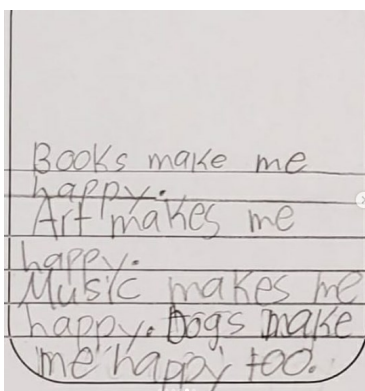 Books make me
happy.
Art makes me
happy.
Music makes me
happy. Dogs make
me happy too.